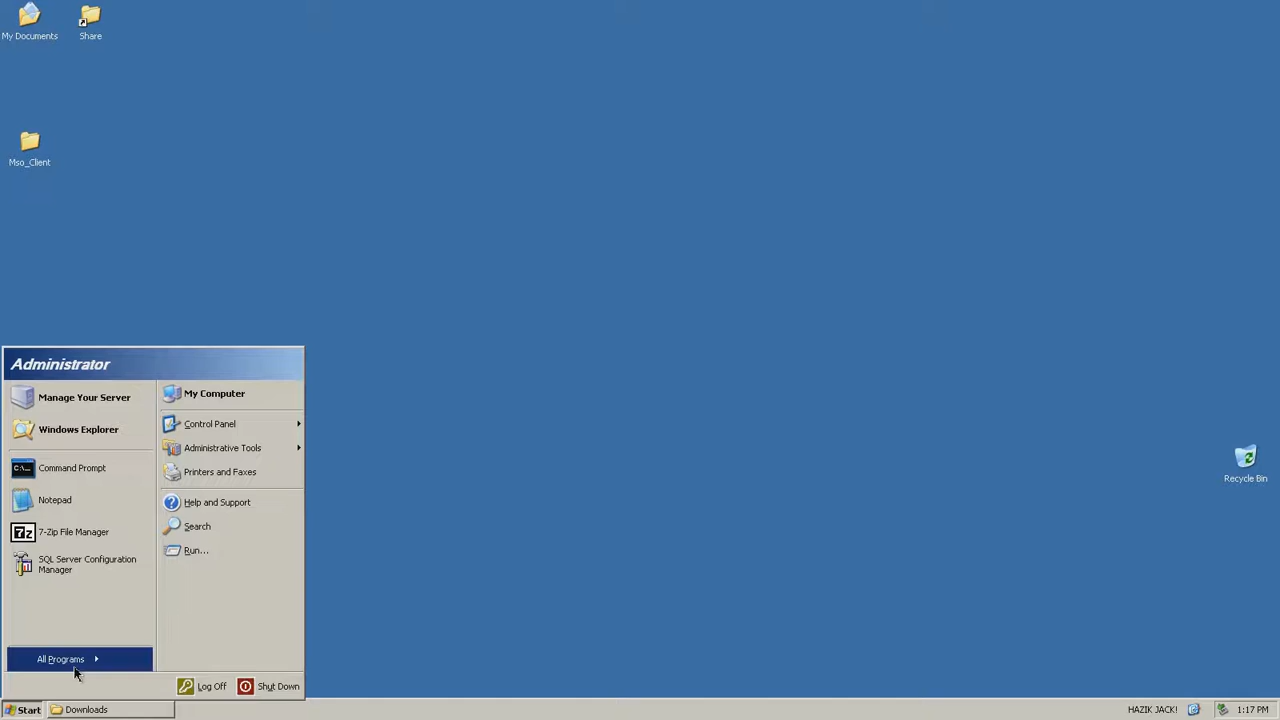 My Documents
Share
Mso_Client
Recycle Bin
Administrator
Manage Your Server
Windows Explorer
Command Prompt
C:\
Notepad
7z
7-Zip File Manager
SQL Server Configuration
Manager
All Programs
My Computer
Control Panel
Administrative Tools
Printers and Faxes
Help and Support
Search
Run...
Log Off
Shut Down
Start
Downloads
HAZIK JACK!
1:17 PM